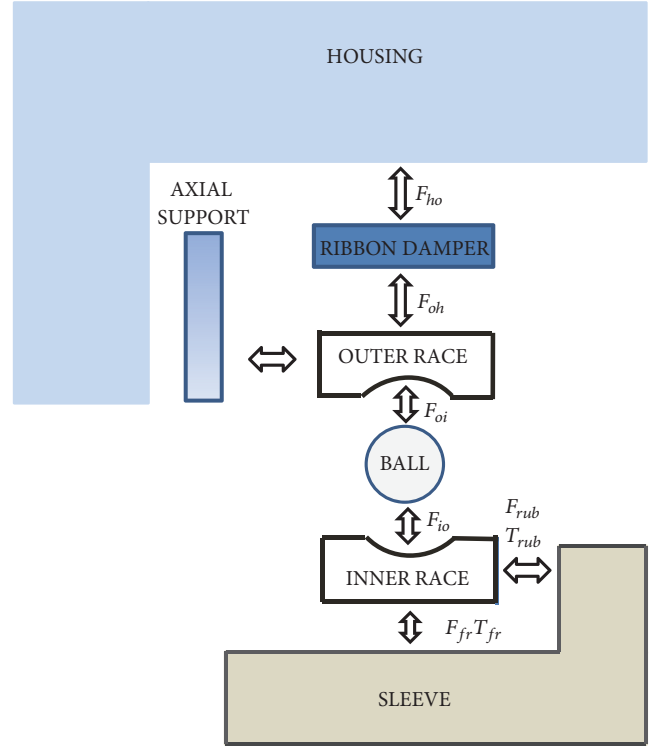 HOUSING
F_ho
AXIAL
SUPPORT
RIBBON DAMPER
F_oh
OUTER RACE
F_oi
BALL
F_io
F_rub
T_rub
INNER RACE
F_fr T_fr
SLEEVE